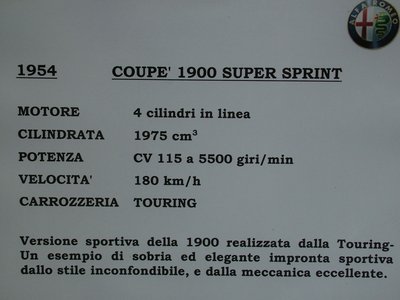 ALFA ROMEO
1954 COUPE' 1900 SUPER SPRINT
MOTORE 4 cilindri in linea
CILINDRATA 1975 cm³
POTENZA CV 115 a 5500 giri/min
VELOCITA' 180 km/h
CARROZZERIA TOURING
Versione sportiva della 1900 realizzata dalla Touring-
Un esempio di sobria ed elegante impronta sportiva
dallo stile inconfondibile, e dalla meccanica eccellente.